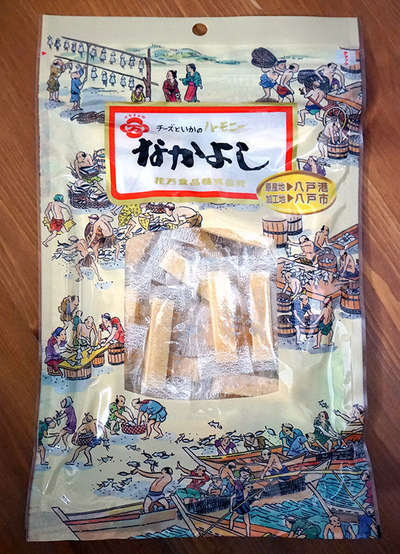 チーズといかのハーモニー
なかよし
花万食品株式会社
原産地▶八戸港
加工地▶八戸市